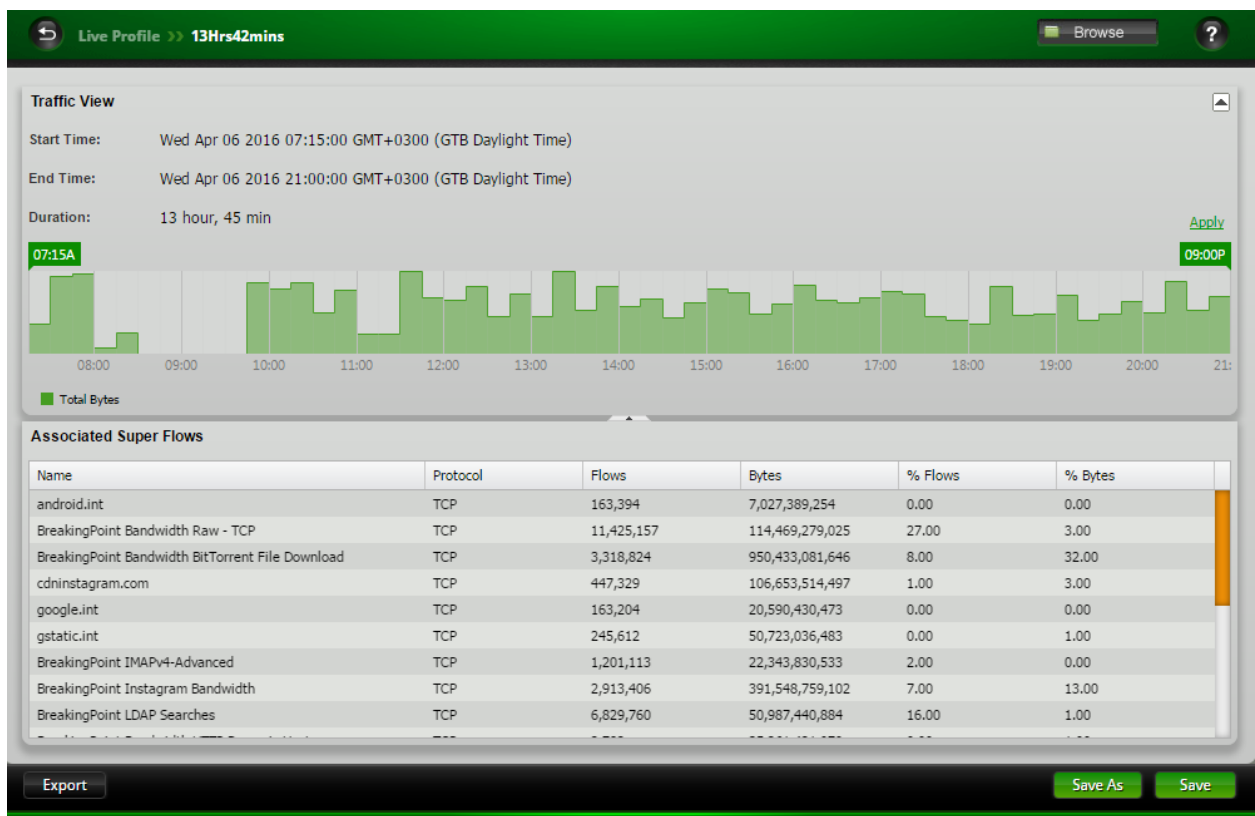 Live Profile >> 13Hrs42mins
Browse
?
Traffic View
Start Time: Wed Apr 06 2016 07:15:00 GMT+0300 (GTB Daylight Time)
End Time: Wed Apr 06 2016 21:00:00 GMT+0300 (GTB Daylight Time)
Duration: 13 hour, 45 min
Apply
07:15A 09:00P
08:00 09:00 10:00 11:00 12:00 13:00 14:00 15:00 16:00 17:00 18:00 19:00 20:00 21:
Total Bytes
Associated Super Flows
Name Protocol Flows Bytes % Flows % Bytes
android.int TCP 163,394 7,027,389,254 0.00 0.00
BreakingPoint Bandwidth Raw - TCP TCP 11,425,157 114,469,279,025 27.00 3.00
BreakingPoint Bandwidth BitTorrent File Download TCP 3,318,824 950,433,081,646 8.00 32.00
cdninstagram.com TCP 447,329 106,653,514,497 1.00 3.00
google.int TCP 163,204 20,590,430,473 0.00 0.00
gstatic.int TCP 245,612 50,723,036,483 0.00 1.00
BreakingPoint IMAPv4-Advanced TCP 1,201,113 22,343,830,533 2.00 0.00
BreakingPoint Instagram Bandwidth TCP 2,913,406 391,548,759,102 7.00 13.00
BreakingPoint LDAP Searches TCP 6,829,760 50,987,440,884 16.00 1.00
Export
Save As
Save